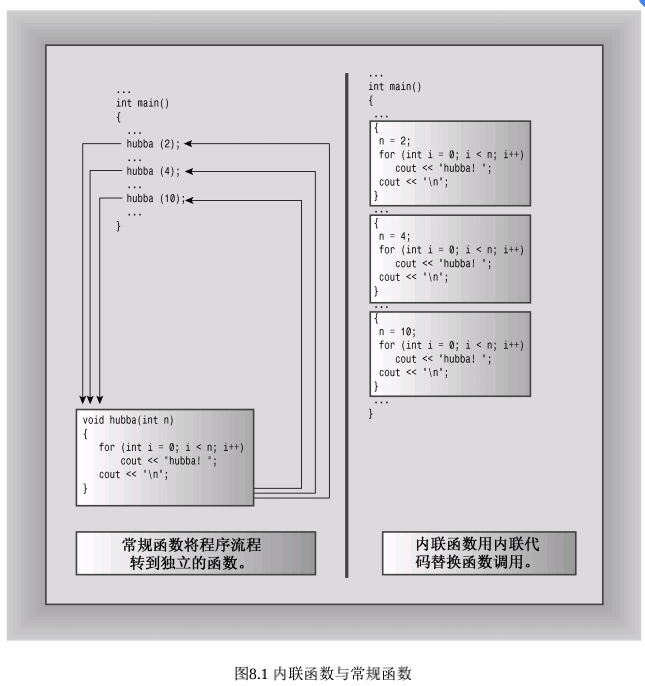 ...
int main()
{
...
hubba (2);
...
hubba (4);
...
hubba (10);
...
}
void hubba(int n)
{
for (int i = 0; i < n; i++)
cout << "hubba! ";
cout << "\n";
}
常规函数将程序流程
转到独立的函数。
...
int main()
{
...
{
n = 2;
for (int i = 0; i < n; i++)
cout << "hubba! ";
cout << "\n";
}
...
{
n = 4;
for (int i = 0; i < n; i++)
cout << "hubba! ";
cout << "\n";
}
...
{
n = 10;
for (int i = 0; i < n; i++)
cout << "hubba! ";
cout << "\n";
}
...
}
内联函数用内联代
码替换函数调用。
图8.1 内联函数与常规函数